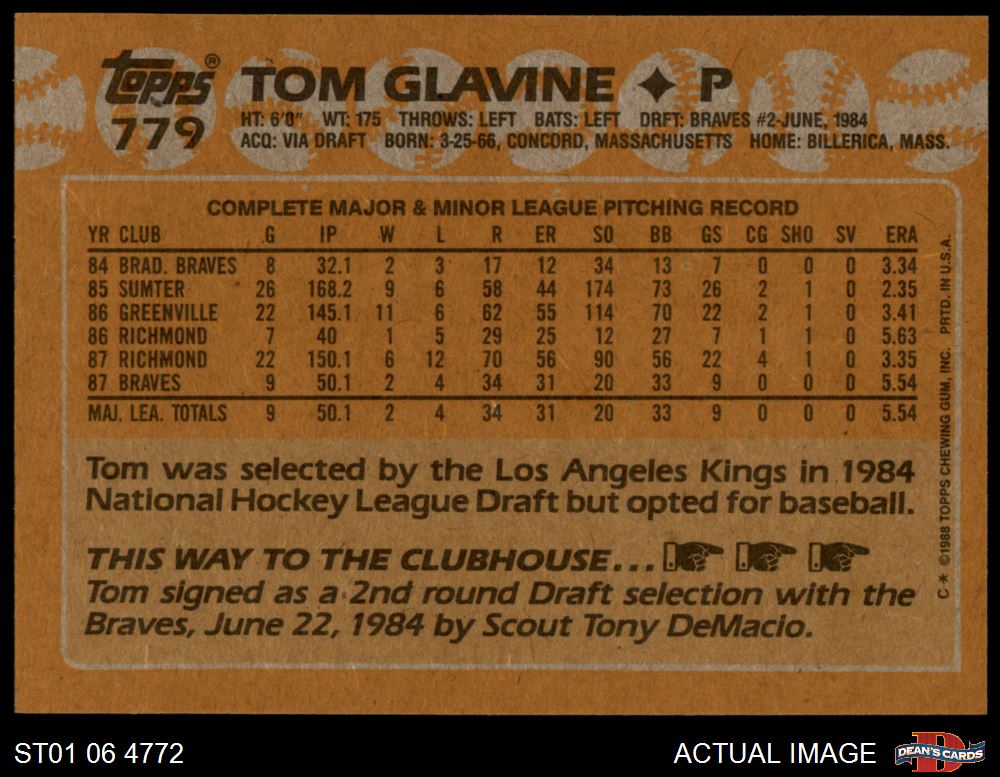 topps® TOM GLAVINE ✦ P
779 HT: 6'0" WT: 175 THROWS: LEFT BATS: LEFT DRFT: BRAVES #2-JUNE, 1984
ACQ: VIA DRAFT BORN: 3-25-66, CONCORD, MASSACHUSETTS HOME: BILLERICA, MASS.
COMPLETE MAJOR & MINOR LEAGUE PITCHING RECORD
YR CLUB G IP W L R ER SO BB GS CG SHO SV ERA
84 BRAD. BRAVES 8 32.1 2 3 17 12 34 13 7 0 0 0 3.34
85 SUMTER 26 168.2 9 6 58 44 174 73 26 2 1 0 2.35
86 GREENVILLE 22 145.1 11 6 62 55 114 70 22 2 1 0 3.41
86 RICHMOND 7 40 1 5 29 25 12 27 7 1 1 0 5.63
87 RICHMOND 22 150.1 6 12 70 56 90 56 22 4 1 0 3.35
87 BRAVES 9 50.1 2 4 34 31 20 33 9 0 0 0 5.54
MAJ. LEA. TOTALS 9 50.1 2 4 34 31 20 33 9 0 0 0 5.54
Tom was selected by the Los Angeles Kings in 1984
National Hockey League Draft but opted for baseball.
THIS WAY TO THE CLUBHOUSE...
Tom signed as a 2nd round Draft selection with the
Braves, June 22, 1984 by Scout Tony DeMacio.
C* ©1988 TOPPS CHEWING GUM, INC. PRTD. IN U.S.A.
ST01 06 4772 ACTUAL IMAGE D DEAN'S CARDS